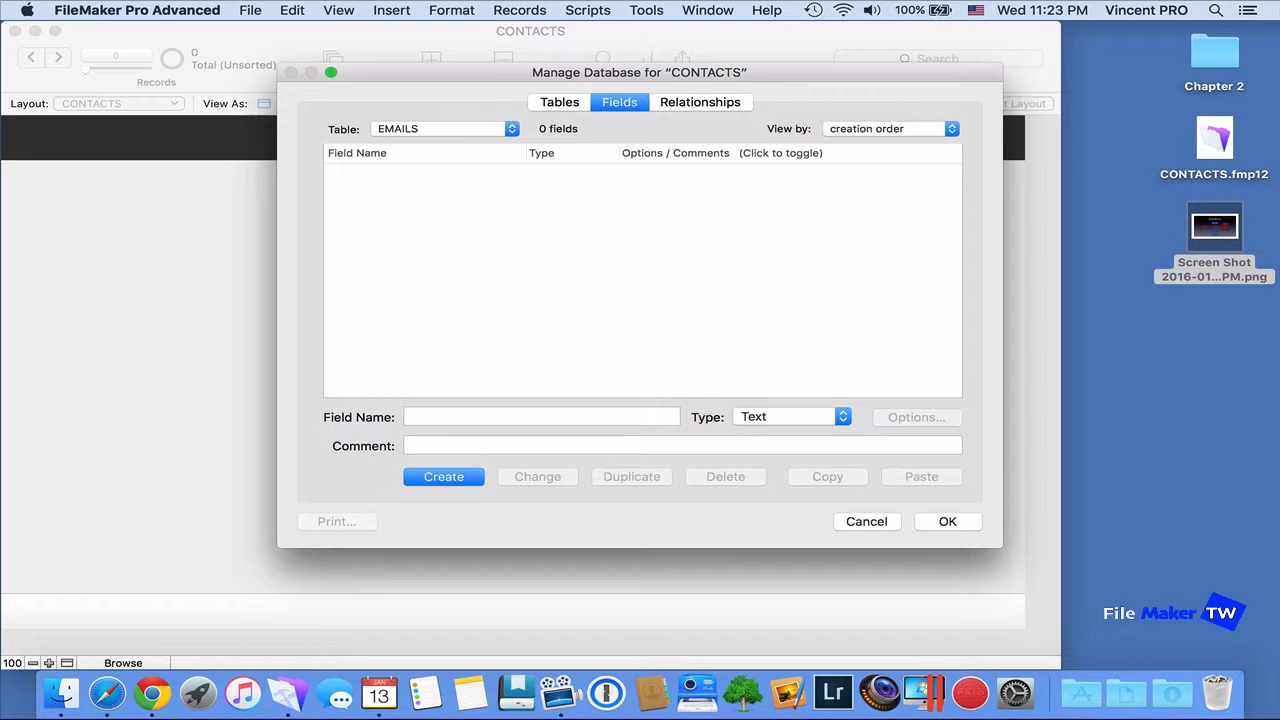 FileMaker Pro Advanced File Edit View Insert Format Records Scripts Tools Window Help 100% Wed 11:23 PM Vincent PRO
CONTACTS
0
0
Total (Unsorted)
Records
Search
Layout: CONTACTS View As: t Layout
Manage Database for “CONTACTS”
Tables Fields Relationships
Table: EMAILS 0 fields View by: creation order
Field Name Type Options / Comments (Click to toggle)
Field Name: Type: Text Options...
Comment:
Create Change Duplicate Delete Copy Paste
Print... Cancel OK
100 Browse
Chapter 2
CONTACTS.fmp12
Screen Shot
2016-01...PM.png
File Maker TW
JAN
13
Lr